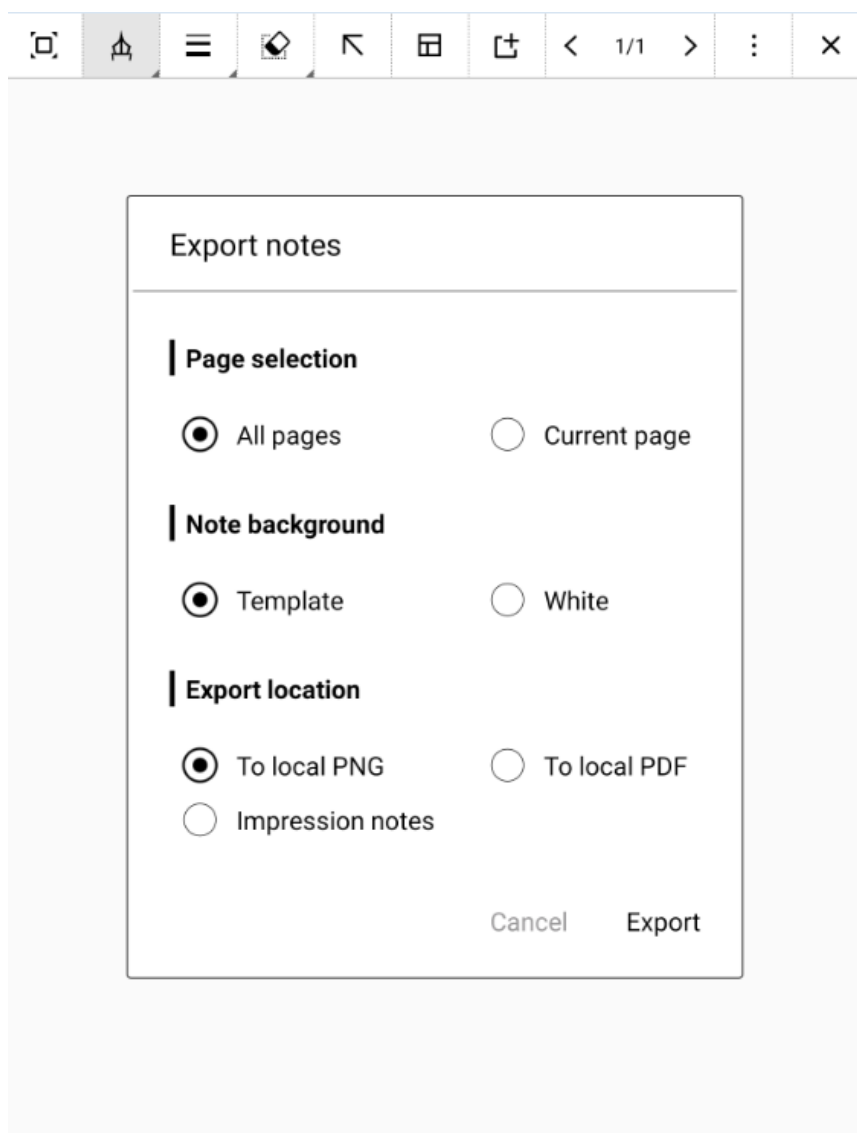 1/1
Export notes
Page selection
All pages Current page
Note background
Template White
Export location
To local PNG To local PDF
Impression notes
Cancel Export